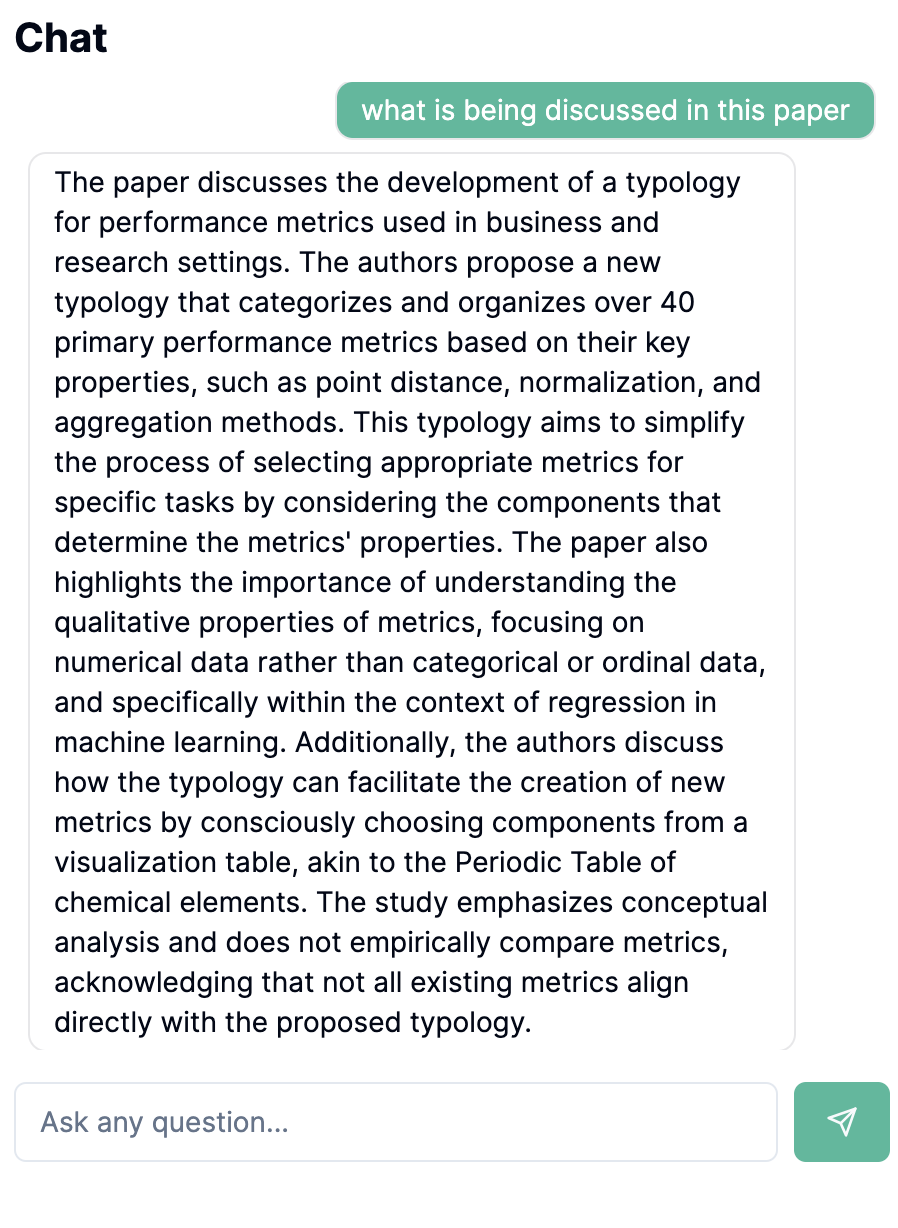 Chat
what is being discussed in this paper
The paper discusses the development of a typology
for performance metrics used in business and
research settings. The authors propose a new
typology that categorizes and organizes over 40
primary performance metrics based on their key
properties, such as point distance, normalization, and
aggregation methods. This typology aims to simplify
the process of selecting appropriate metrics for
specific tasks by considering the components that
determine the metrics' properties. The paper also
highlights the importance of understanding the
qualitative properties of metrics, focusing on
numerical data rather than categorical or ordinal data,
and specifically within the context of regression in
machine learning. Additionally, the authors discuss
how the typology can facilitate the creation of new
metrics by consciously choosing components from a
visualization table, akin to the Periodic Table of
chemical elements. The study emphasizes conceptual
analysis and does not empirically compare metrics,
acknowledging that not all existing metrics align
directly with the proposed typology.
Ask any question...